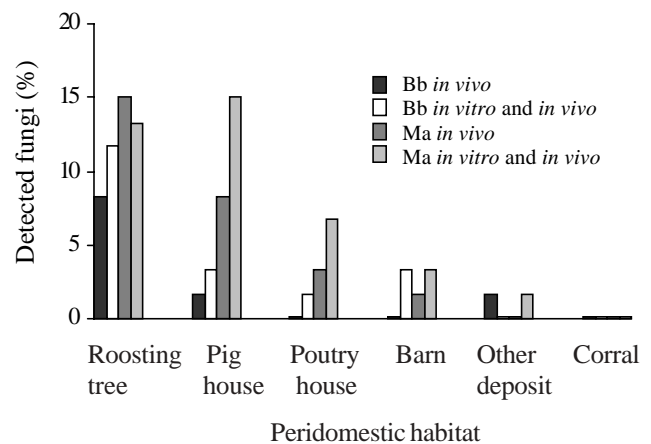 20
15
10
5
0
Detected fungi (%)
Bb in vivo
Bb in vitro and in vivo
Ma in vivo
Ma in vitro and in vivo
Roosting tree
Pig house
Poutry house
Barn
Other deposit
Corral
Peridomestic habitat